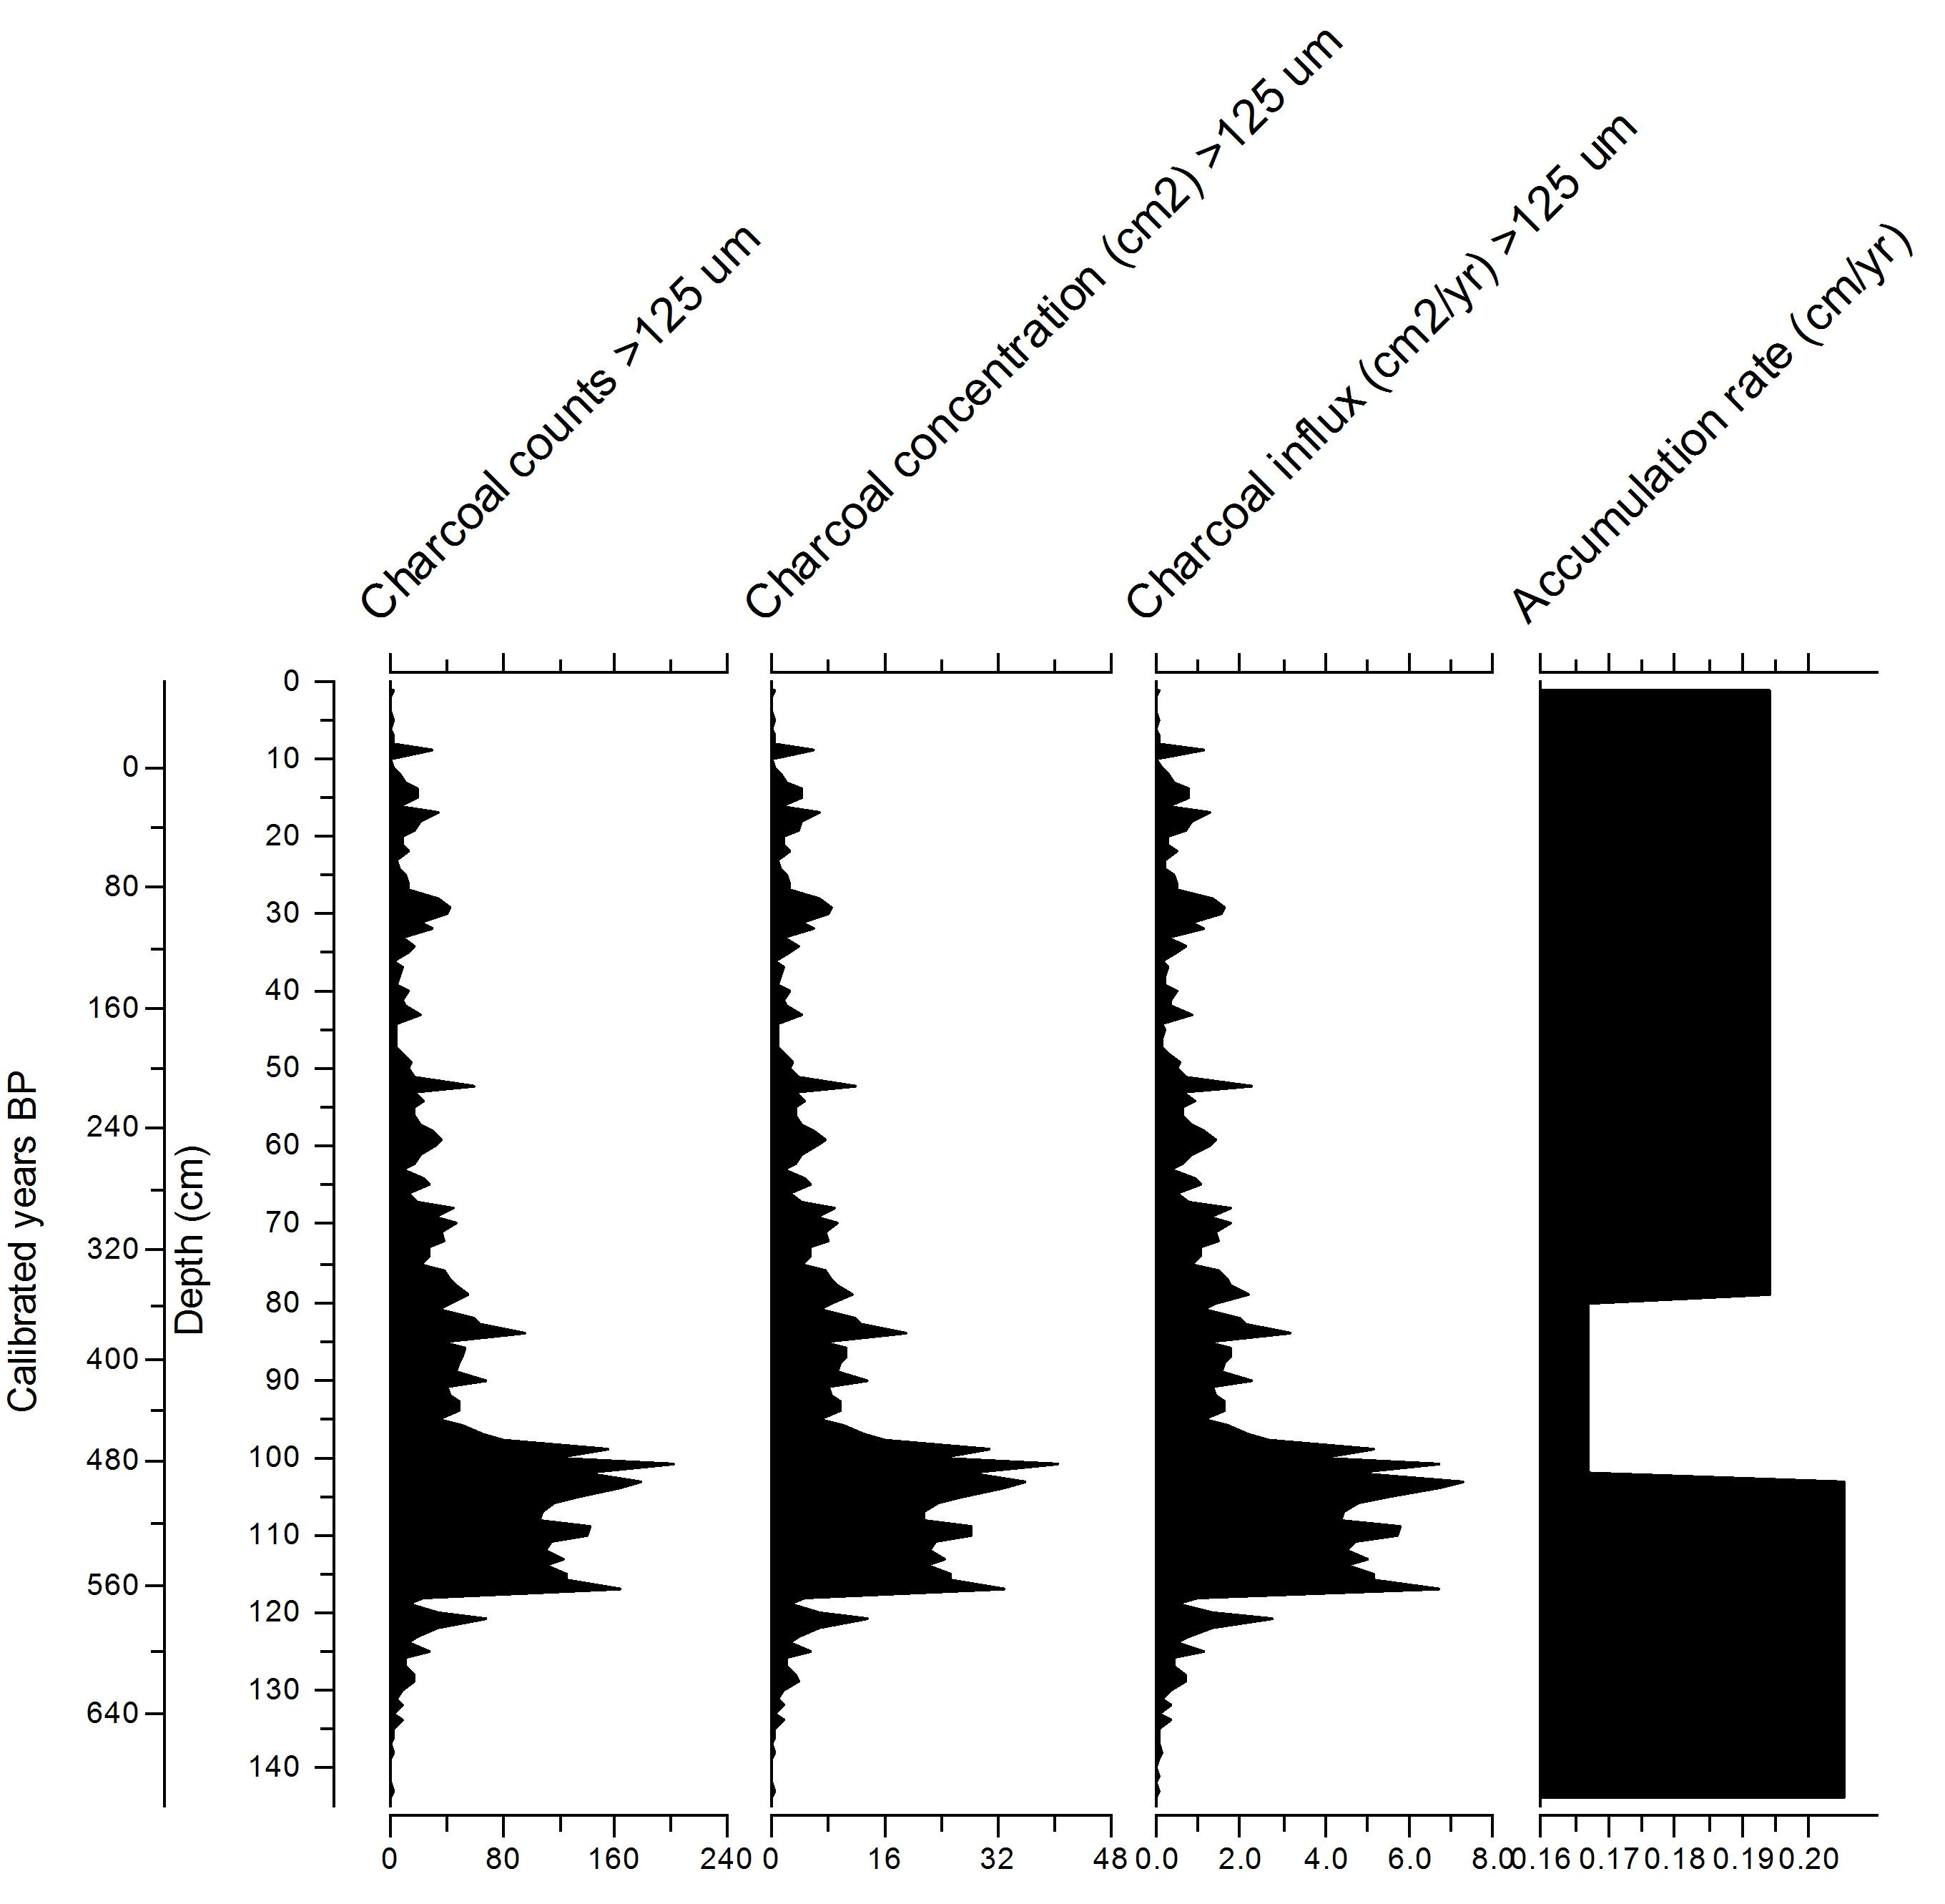 Charcoal counts >125 um
Charcoal concentration (cm2) >125 um
Charcoal influx (cm2/yr) >125 um
Accumulation rate (cm/yr)
Calibrated years BP
0
80
160
240
320
400
480
560
640
Depth (cm)
0
10
20
30
40
50
60
70
80
90
100
110
120
130
140
0 80 160 240
0 16 32 48
0.0 2.0 4.0 6.0 8.0
0.16 0.17 0.18 0.19 0.20